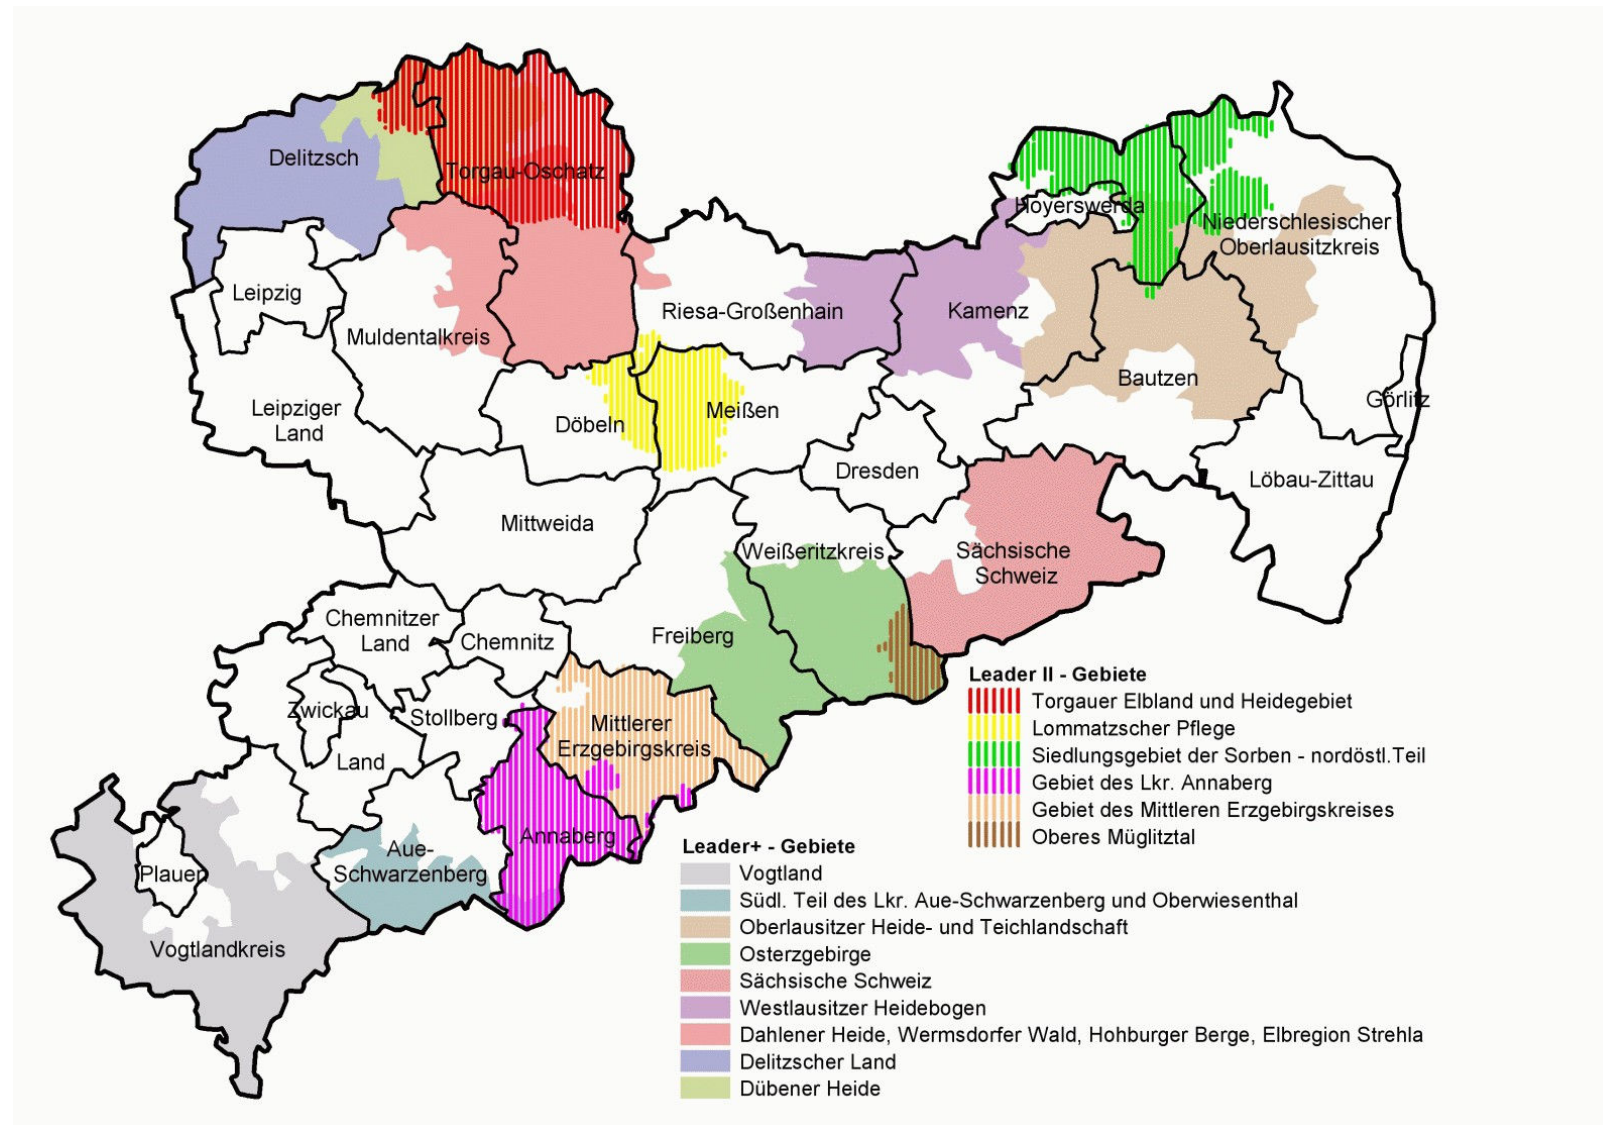 Delitzsch
Torgau-Oschatz
Hoyerswerda
Niederschlesischer
Oberlausitzkreis
Leipzig
Riesa-Großenhain
Kamenz
Muldentalkreis
Bautzen
Görlitz
Leipziger
Land
Döbeln
Meißen
Dresden
Löbau-Zittau
Mittweida
Weißeritzkreis
Sächsische
Schweiz
Chemnitzer
Land
Chemnitz
Freiberg
Zwickau
Stollberg
Mittlerer
Erzgebirgskreis
Land
Annaberg
Aue-
Schwarzenberg
Plauen
Vogtlandkreis
Leader II - Gebiete
Torgauer Elbland und Heidegebiet
Lommatzscher Pflege
Siedlungsgebiet der Sorben - nordöstl.Teil
Gebiet des Lkr. Annaberg
Gebiet des Mittleren Erzgebirgskreises
Oberes Müglitztal
Leader+ - Gebiete
Vogtland
Südl. Teil des Lkr. Aue-Schwarzenberg und Oberwiesenthal
Oberlausitzer Heide- und Teichlandschaft
Osterzgebirge
Sächsische Schweiz
Westlausitzer Heidebogen
Dahlener Heide, Wermsdorfer Wald, Hohburger Berge, Elbregion Strehla
Delitzscher Land
Dübener Heide